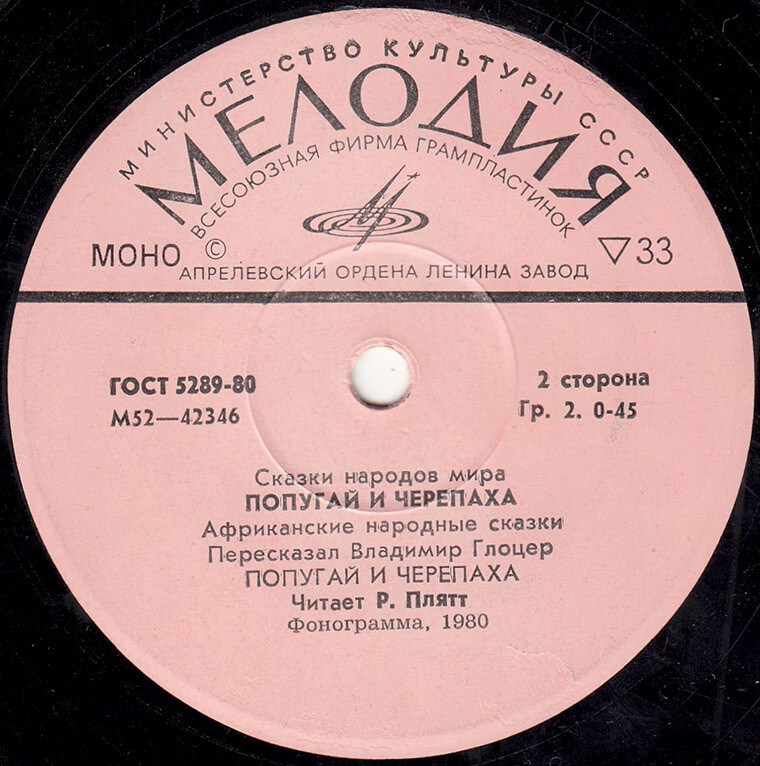 МИНИСТЕРСТВО КУЛЬТУРЫ СССР
МЕЛОДИЯ
ВСЕСОЮЗНАЯ ФИРМА ГРАМПЛАСТИНОК
МОНО © ▽ 33
АПРЕЛЕВСКИЙ ОРДЕНА ЛЕНИНА ЗАВОД
ГОСТ 5289-80
М52—42346
2 сторона
Гр. 2. 0-45
Сказки народов мира
ПОПУГАЙ И ЧЕРЕПАХА
Африканские народные сказки
Пересказал Владимир Глоцер
ПОПУГАЙ И ЧЕРЕПАХА
Читает Р. Плятт
Фонограмма, 1980